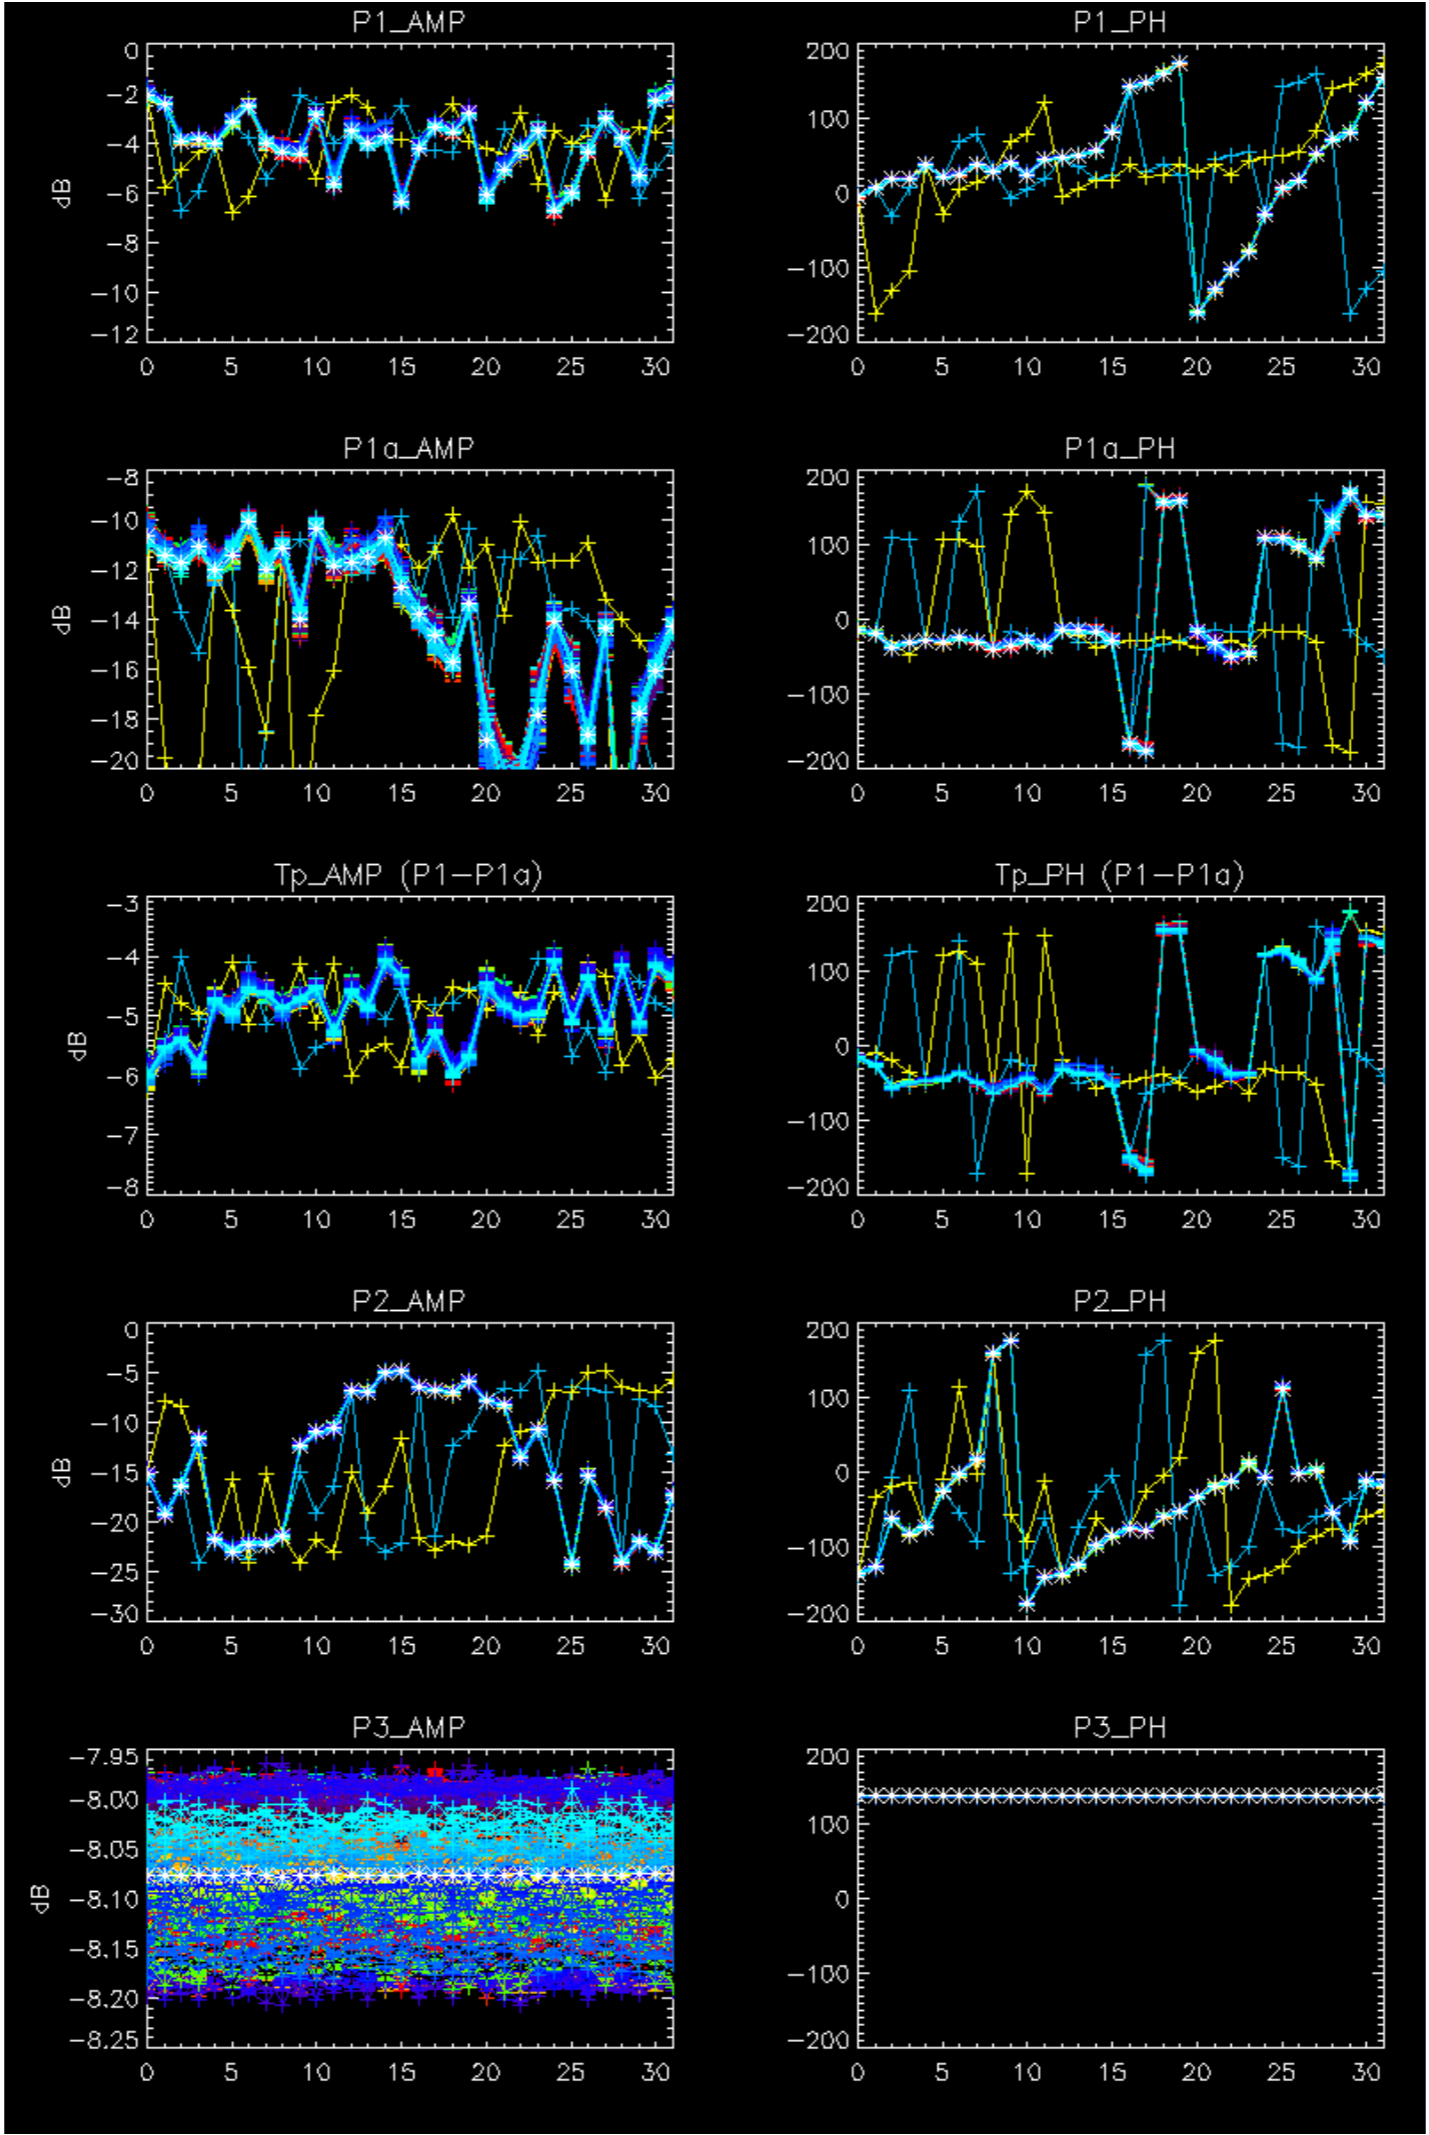 P1_AMP P1_PH
0 200
-2 100
-4 0
-6 -100
-8 -200
-10
-12
dB
0 5 10 15 20 25 30 0 5 10 15 20 25 30
P1a_AMP P1a_PH
-8 200
-10 100
-12 0
-14 -100
-16 -200
-18
-20
dB
0 5 10 15 20 25 30 0 5 10 15 20 25 30
Tp_AMP (P1-P1a) Tp_PH (P1-P1a)
-3 200
-4 100
-5 0
-6 -100
-7 -200
-8
dB
0 5 10 15 20 25 30 0 5 10 15 20 25 30
P2_AMP P2_PH
0 200
-5 100
-10 0
-15 -100
-20 -200
-25
-30
dB
0 5 10 15 20 25 30 0 5 10 15 20 25 30
P3_AMP P3_PH
-7.95 200
-8.00 100
-8.05 0
-8.10 -100
-8.15 -200
-8.20
-8.25
dB
0 5 10 15 20 25 30 0 5 10 15 20 25 30